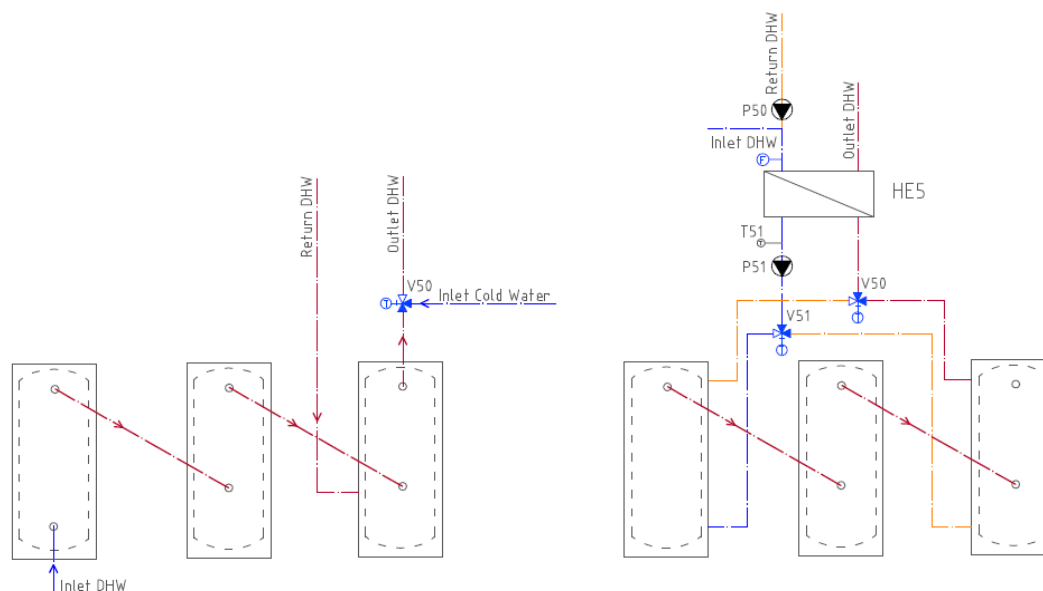 Return DHW
Outlet DHW
V50
T
Inlet Cold Water
Inlet DHW
Return DHW
P50
Inlet DHW
F
Outlet DHW
HE5
T51
T
P51
V50
T
V51
T